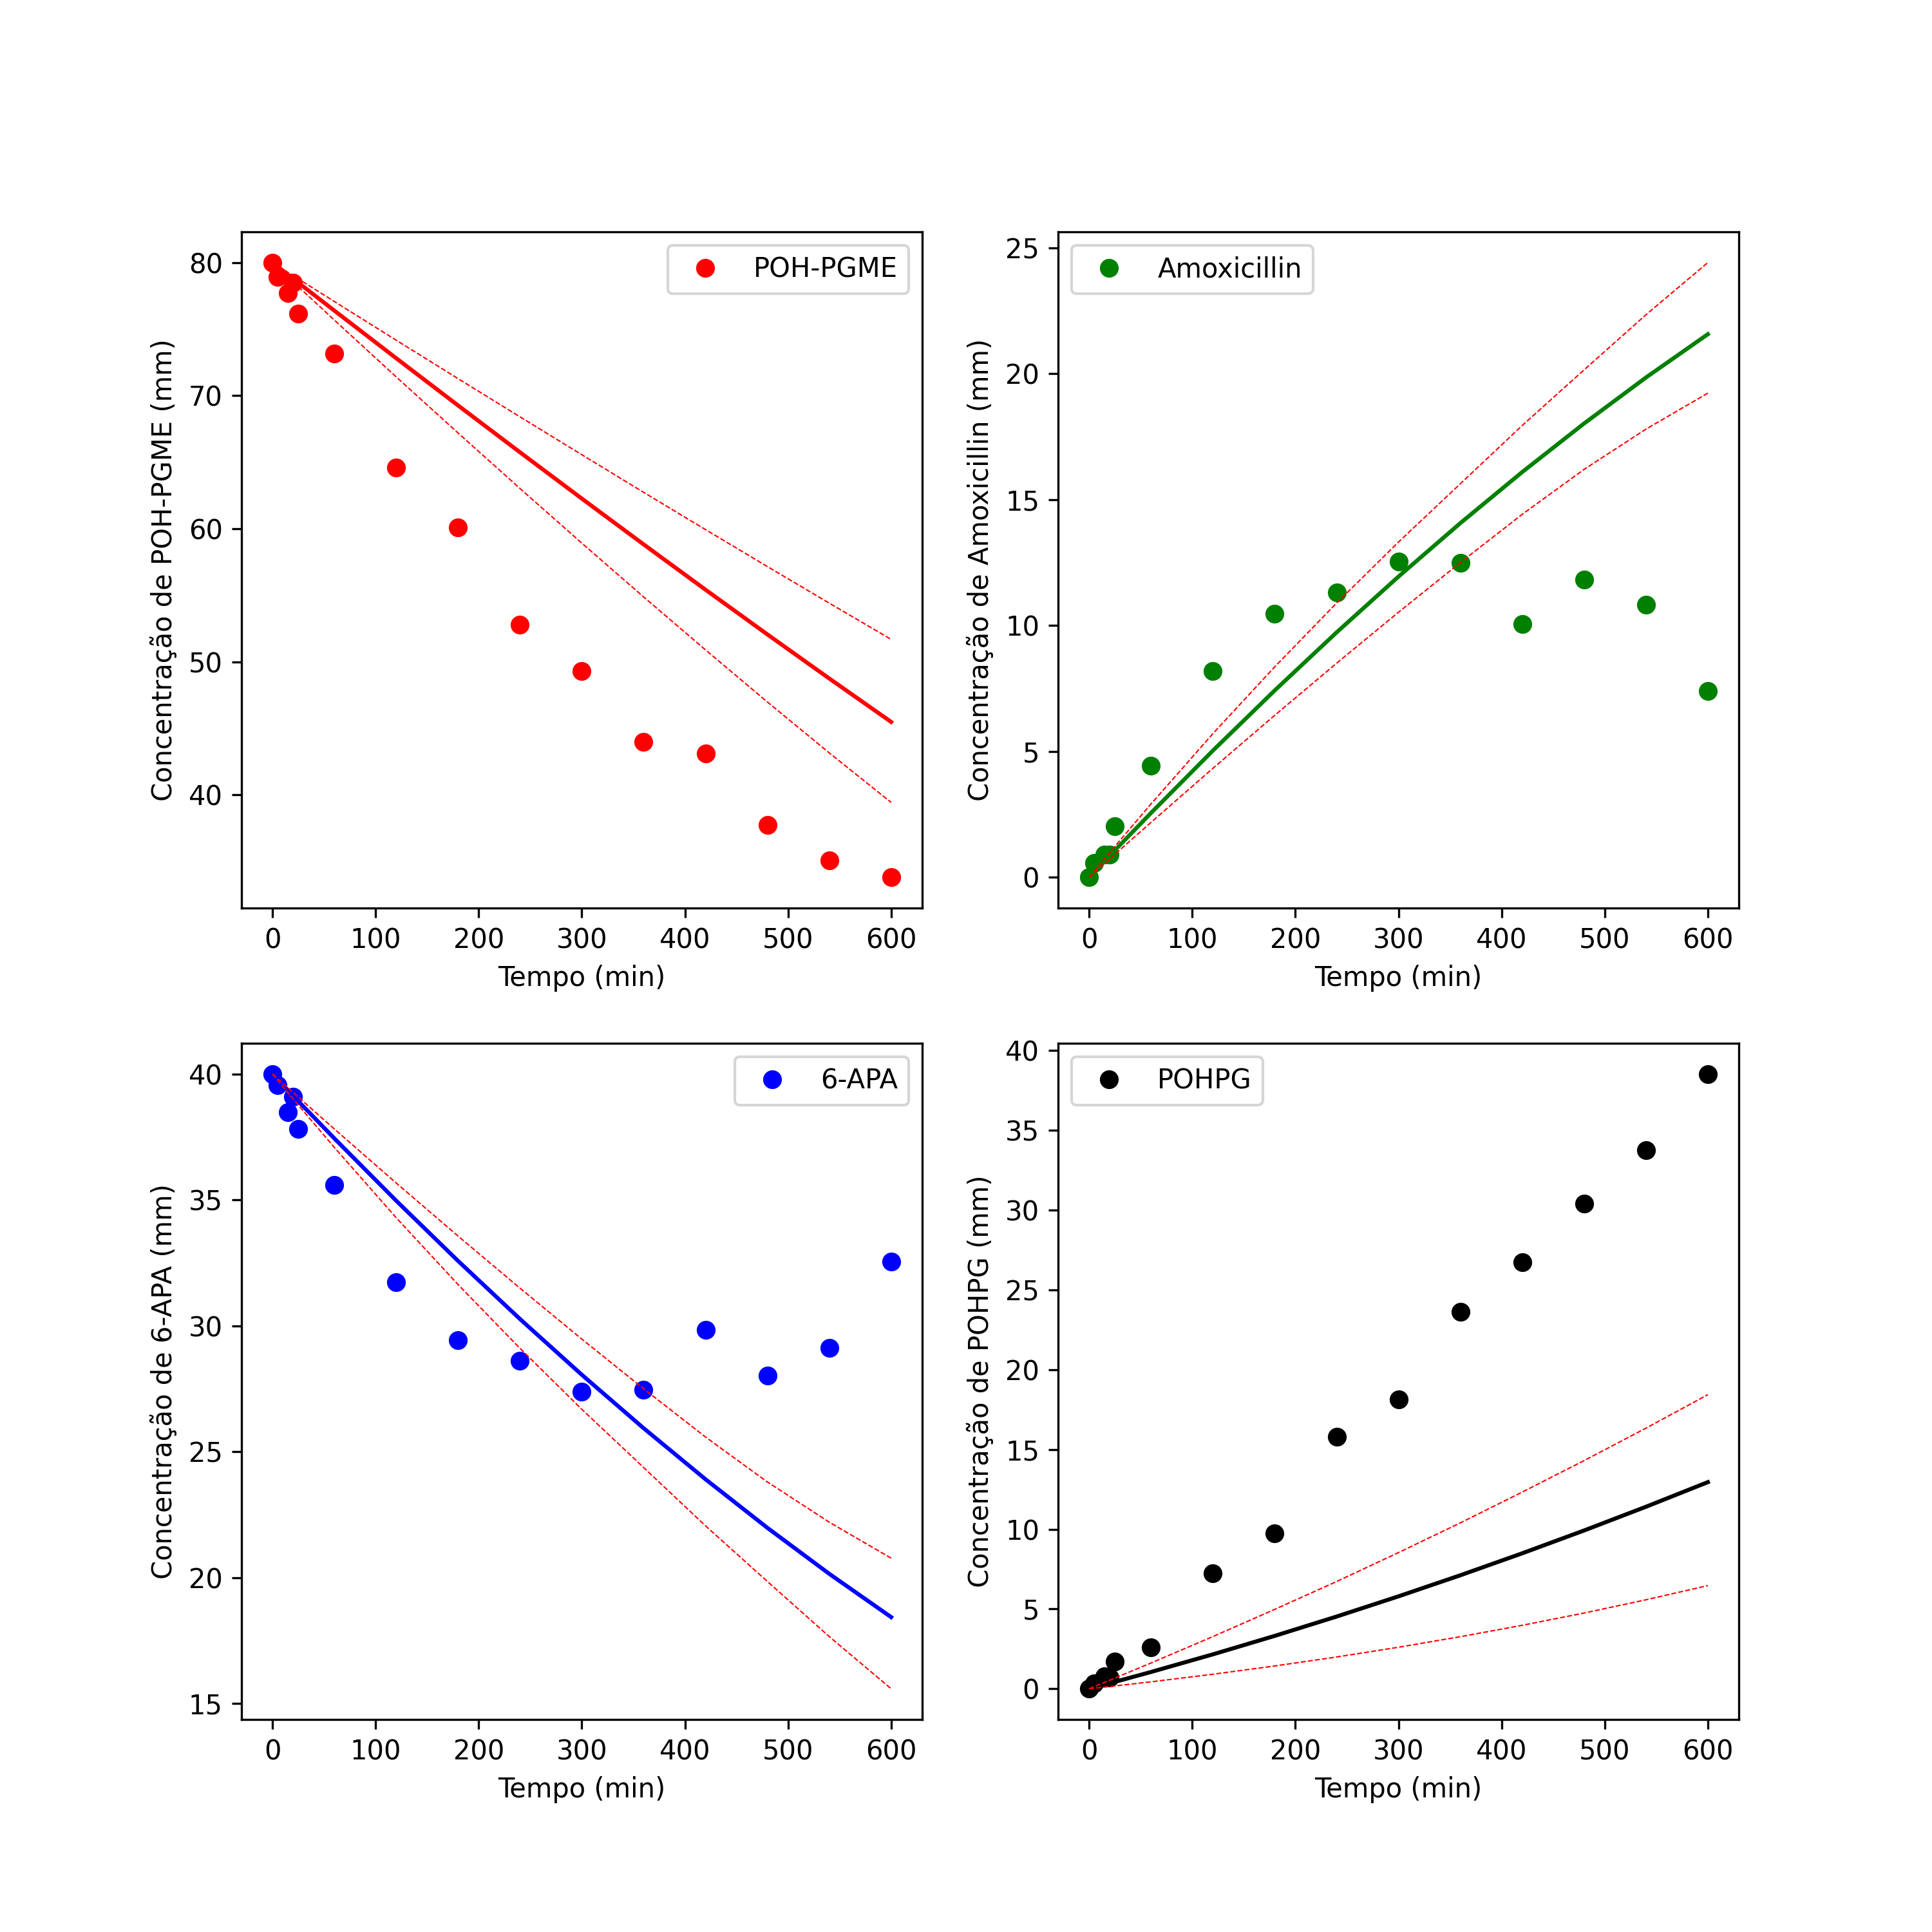 POH-PGME
Concentração de POH-PGME (mm)
80
70
60
50
40
0 100 200 300 400 500 600
Tempo (min)
Amoxicillin
Concentração de Amoxicillin (mm)
25
20
15
10
5
0
0 100 200 300 400 500 600
Tempo (min)
6-APA
Concentração de 6-APA (mm)
40
35
30
25
20
15
0 100 200 300 400 500 600
Tempo (min)
POHPG
Concentração de POHPG (mm)
40
35
30
25
20
15
10
5
0
0 100 200 300 400 500 600
Tempo (min)